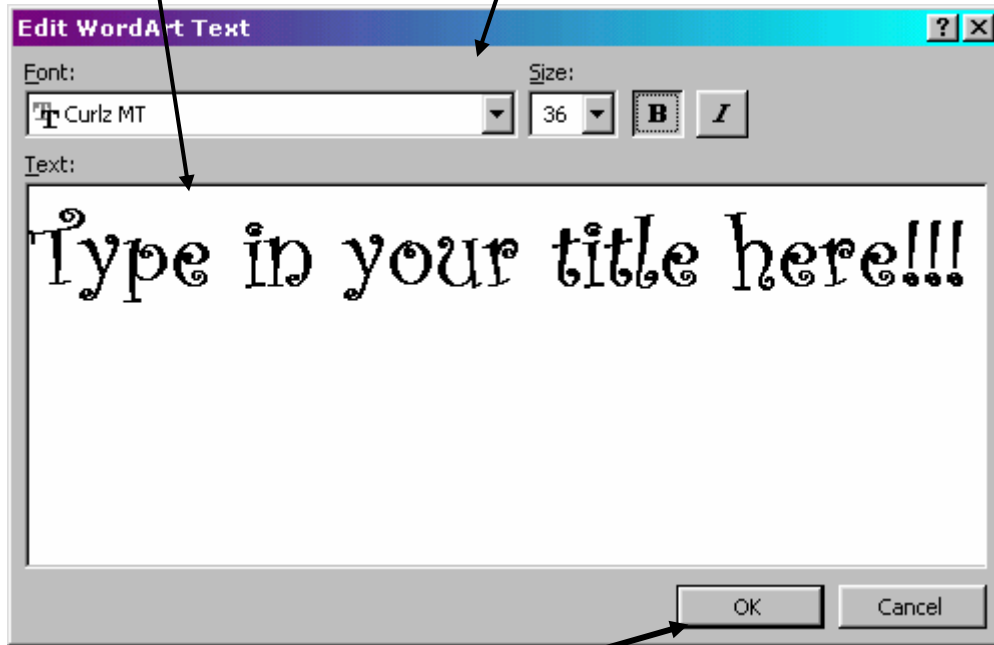 Edit WordArt Text
Font: Size:
Curlz MT 36 B I
Text:
Type in your title here!!!
OK Cancel